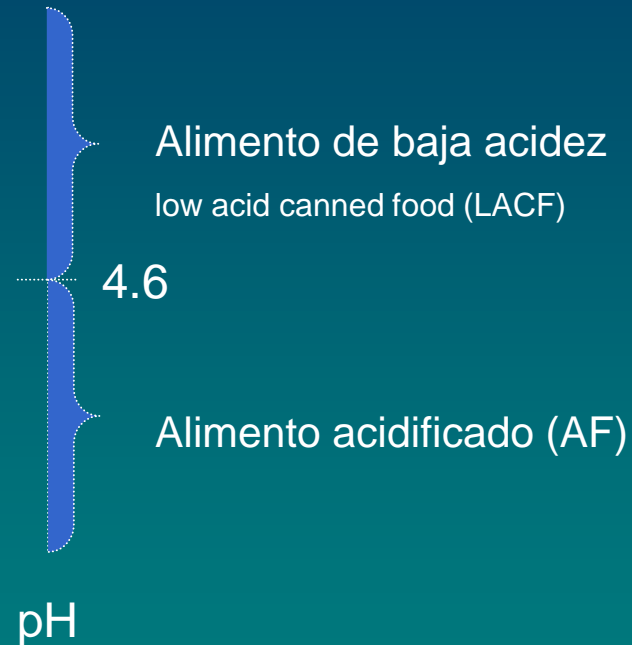 Alimento de baja acidez
low acid canned food (LACF)
4.6
Alimento acidificado (AF)
pH